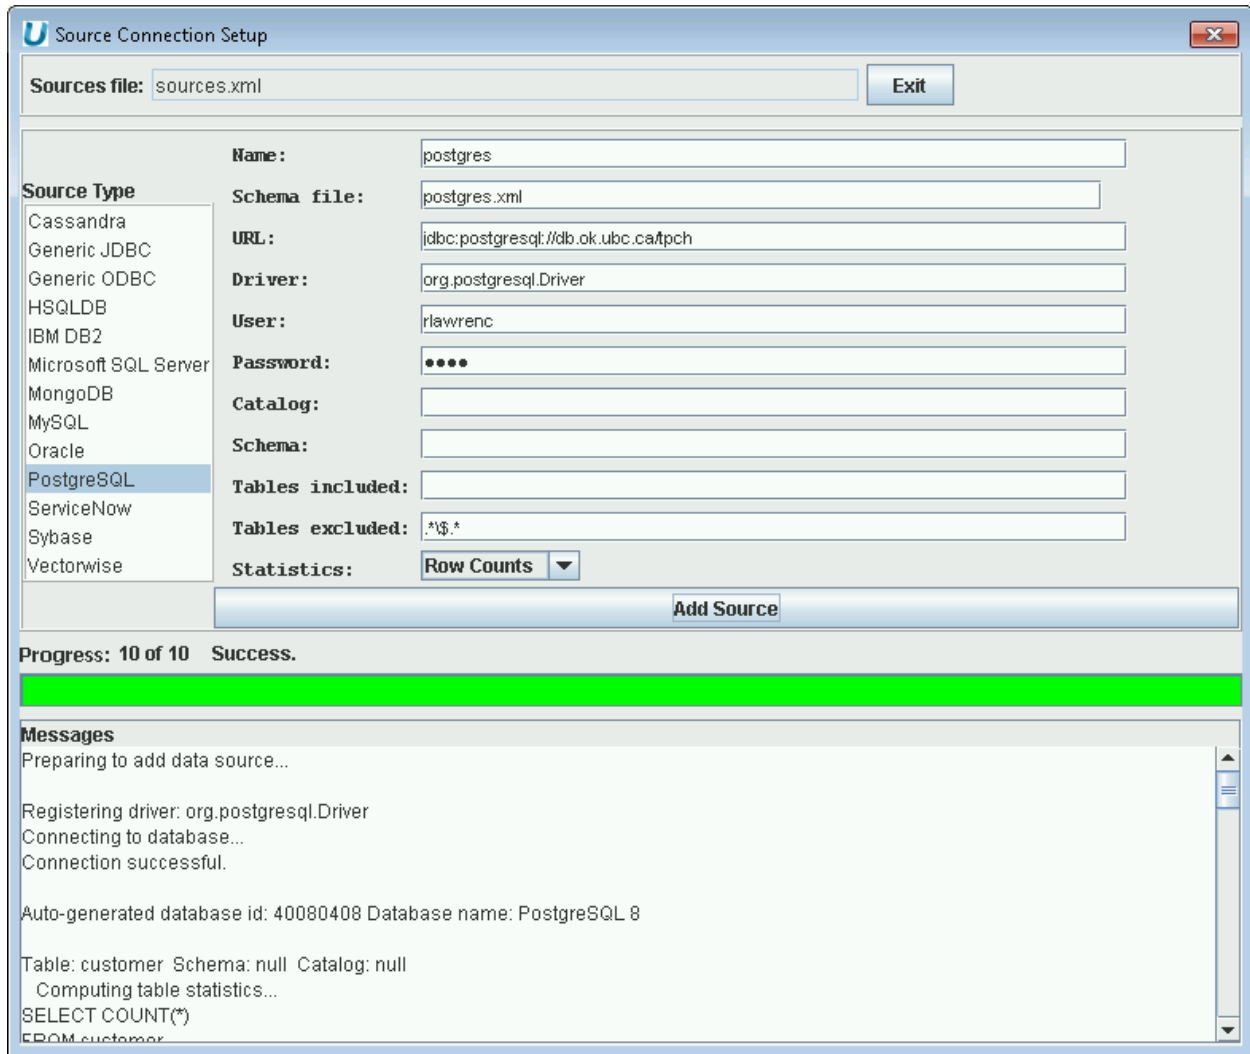 Source Connection Setup
Sources file: sources.xml Exit
Name: postgres
Source Type
Schema file: postgres.xml
Cassandra
URL: jdbc:postgresql://db.ok.ubc.ca/tpch
Generic JDBC
Generic ODBC
Driver: org.postgresql.Driver
HSQLDB
User: rlawrenc
IBM DB2
Microsoft SQL Server
Password: ●●●●
MongoDB
Catalog:
MySQL
Oracle
Schema:
PostgreSQL
Tables included:
ServiceNow
Tables excluded: .*\$.*
Sybase
Vectorwise
Statistics: Row Counts
Add Source
Progress: 10 of 10 Success.
Messages
Preparing to add data source...
Registering driver: org.postgresql.Driver
Connecting to database...
Connection successful.
Auto-generated database id: 40080408 Database name: PostgreSQL 8
Table: customer Schema: null Catalog: null
Computing table statistics...
SELECT COUNT(*)
FROM customer